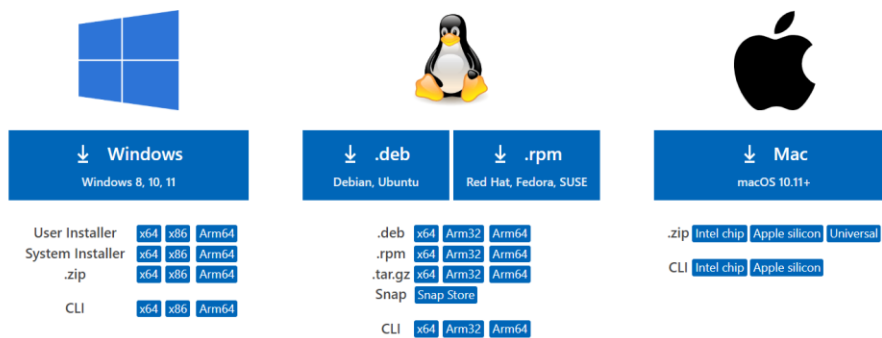 Windows
Windows 8, 10, 11
User Installer x64 x86 Arm64
System Installer x64 x86 Arm64
.zip x64 x86 Arm64
CLI x64 x86 Arm64
.deb
Debian, Ubuntu
.rpm
Red Hat, Fedora, SUSE
.deb x64 Arm32 Arm64
.rpm x64 Arm32 Arm64
.tar.gz x64 Arm32 Arm64
Snap Snap Store
CLI x64 Arm32 Arm64
Mac
macOS 10.11+
.zip Intel chip Apple silicon Universal
CLI Intel chip Apple silicon